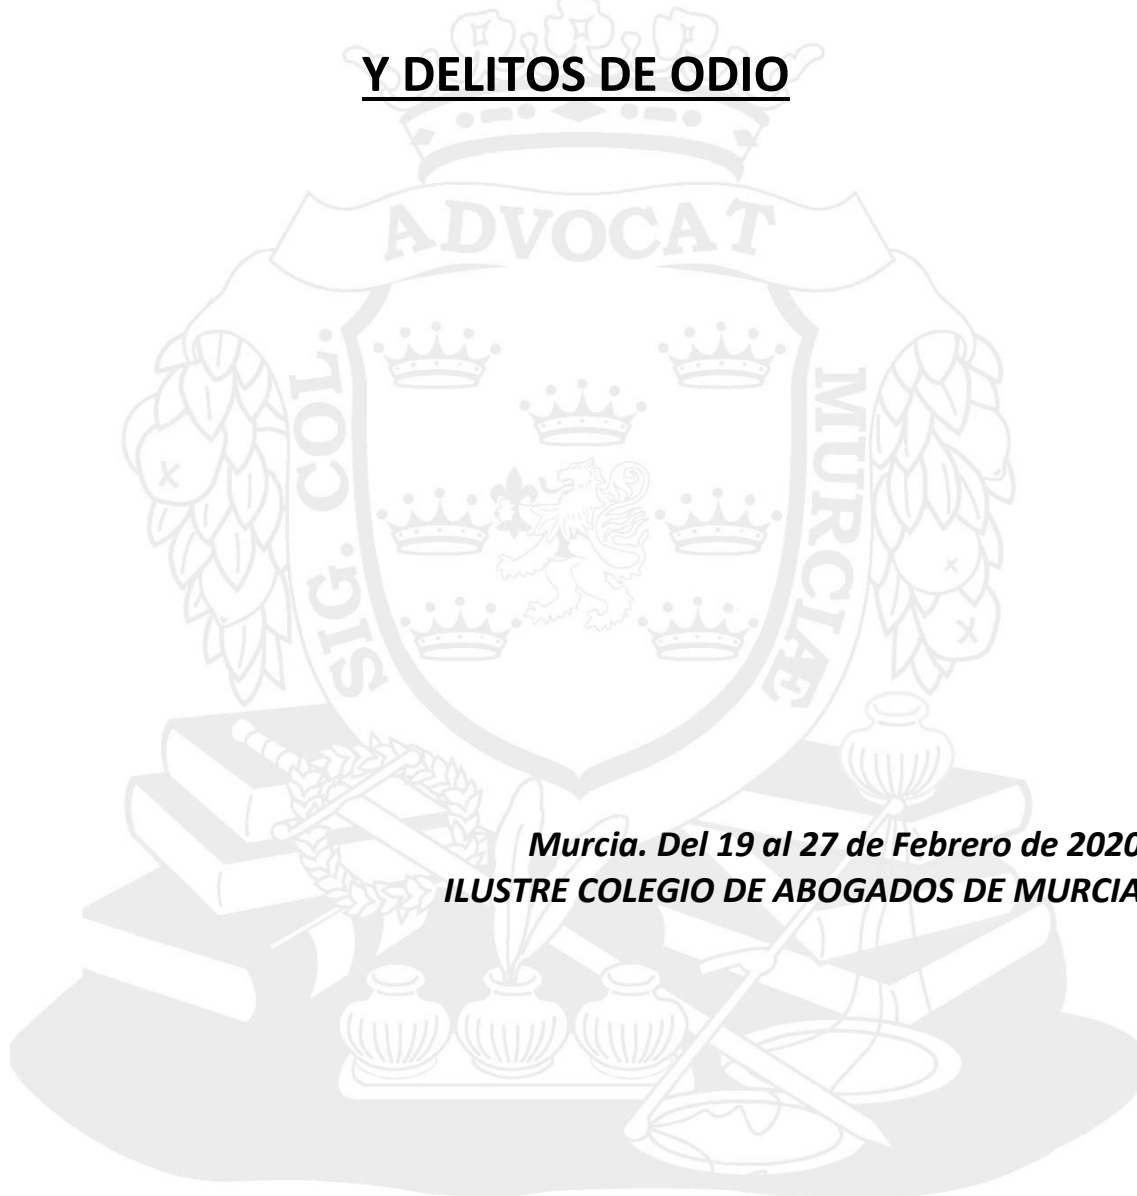 Y DELITOS DE ODIO
ADVOCAT
SIG. COL.
MURCIÆ
Murcia. Del 19 al 27 de Febrero de 2020
ILUSTRE COLEGIO DE ABOGADOS DE MURCIA